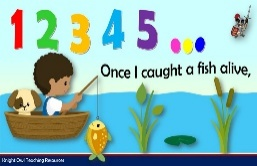 1 2 3 4 5 ...
Once I caught a fish alive,
Knight Owl Teaching Resources